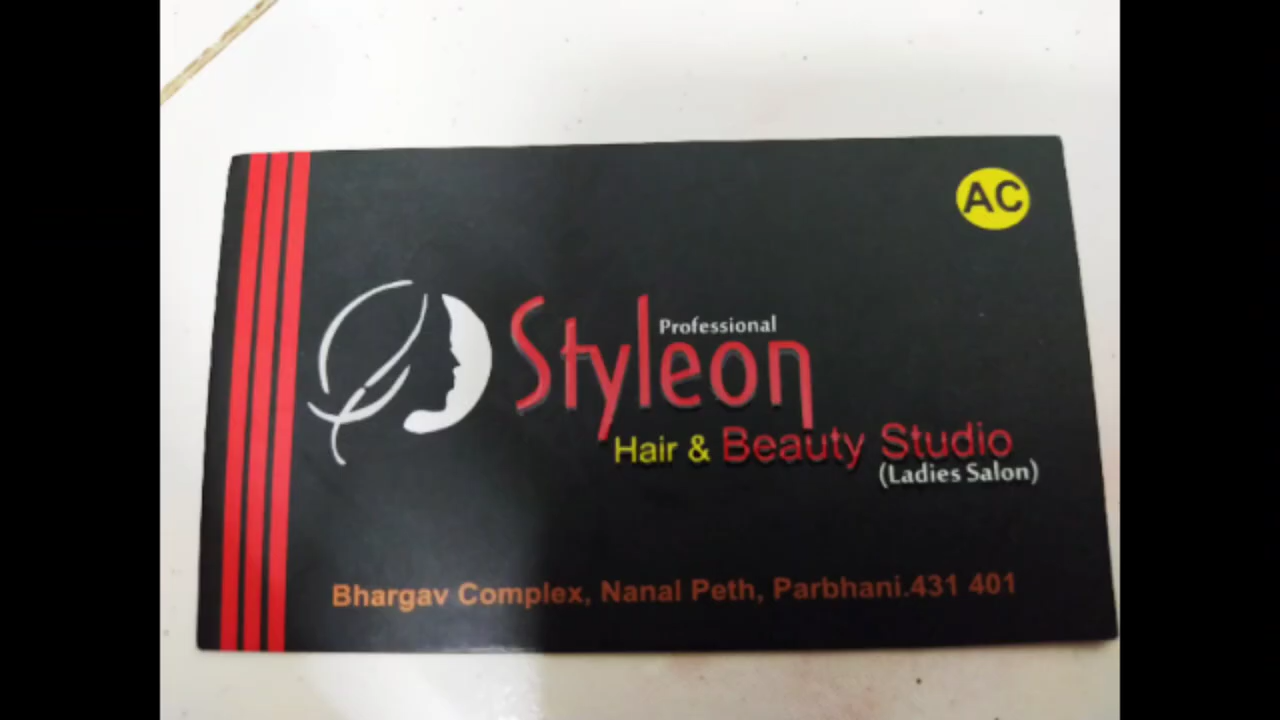 AC
Professional
Styleon
Hair & Beauty Studio
(Ladies Salon)
Bhargav Complex, Nanal Peth, Parbhani.431 401